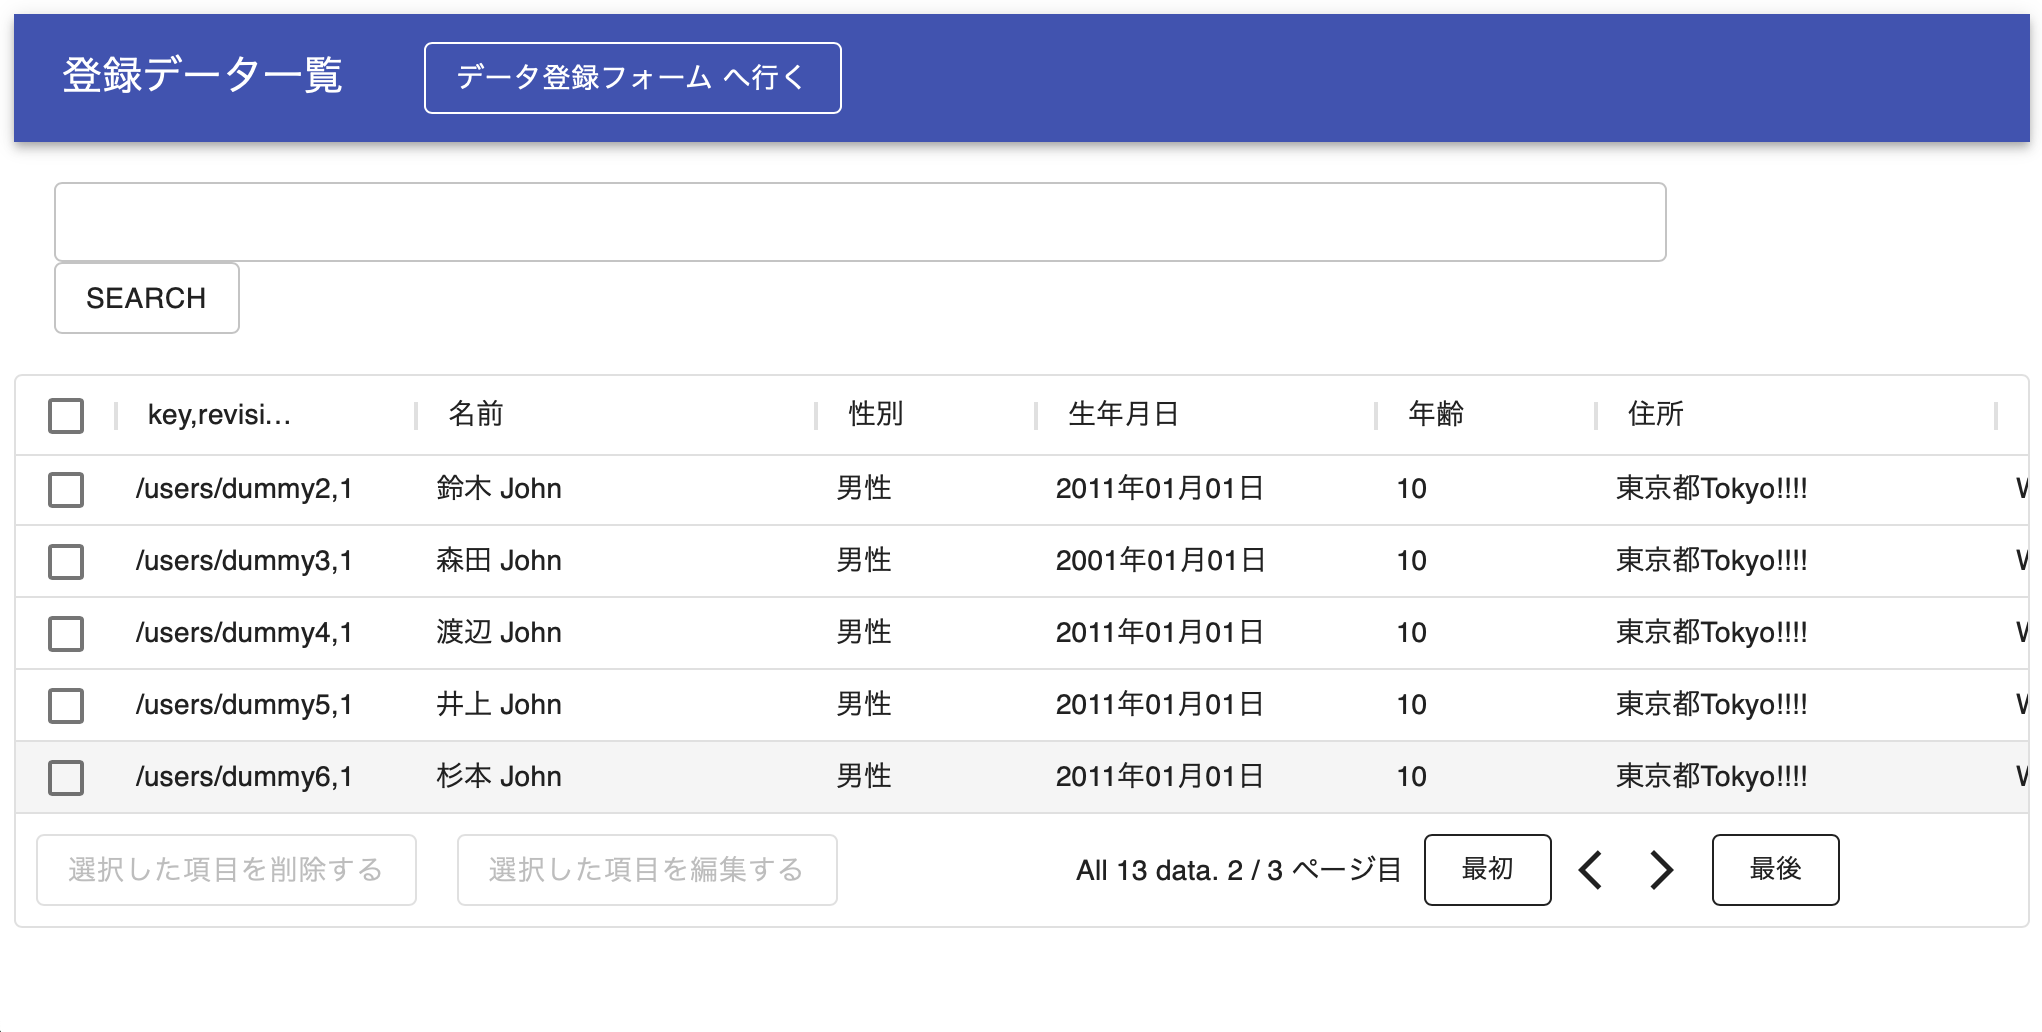 登録データ一覧 データ登録フォーム へ行く
SEARCH
key,revisi... 名前 性別 生年月日 年齢 住所
/users/dummy2,1 鈴木 John 男性 2011年01月01日 10 東京都Tokyo!!!!
/users/dummy3,1 森田 John 男性 2001年01月01日 10 東京都Tokyo!!!!
/users/dummy4,1 渡辺 John 男性 2011年01月01日 10 東京都Tokyo!!!!
/users/dummy5,1 井上 John 男性 2011年01月01日 10 東京都Tokyo!!!!
/users/dummy6,1 杉本 John 男性 2011年01月01日 10 東京都Tokyo!!!!
選択した項目を削除する 選択した項目を編集する All 13 data. 2 / 3 ページ目 最初 最後